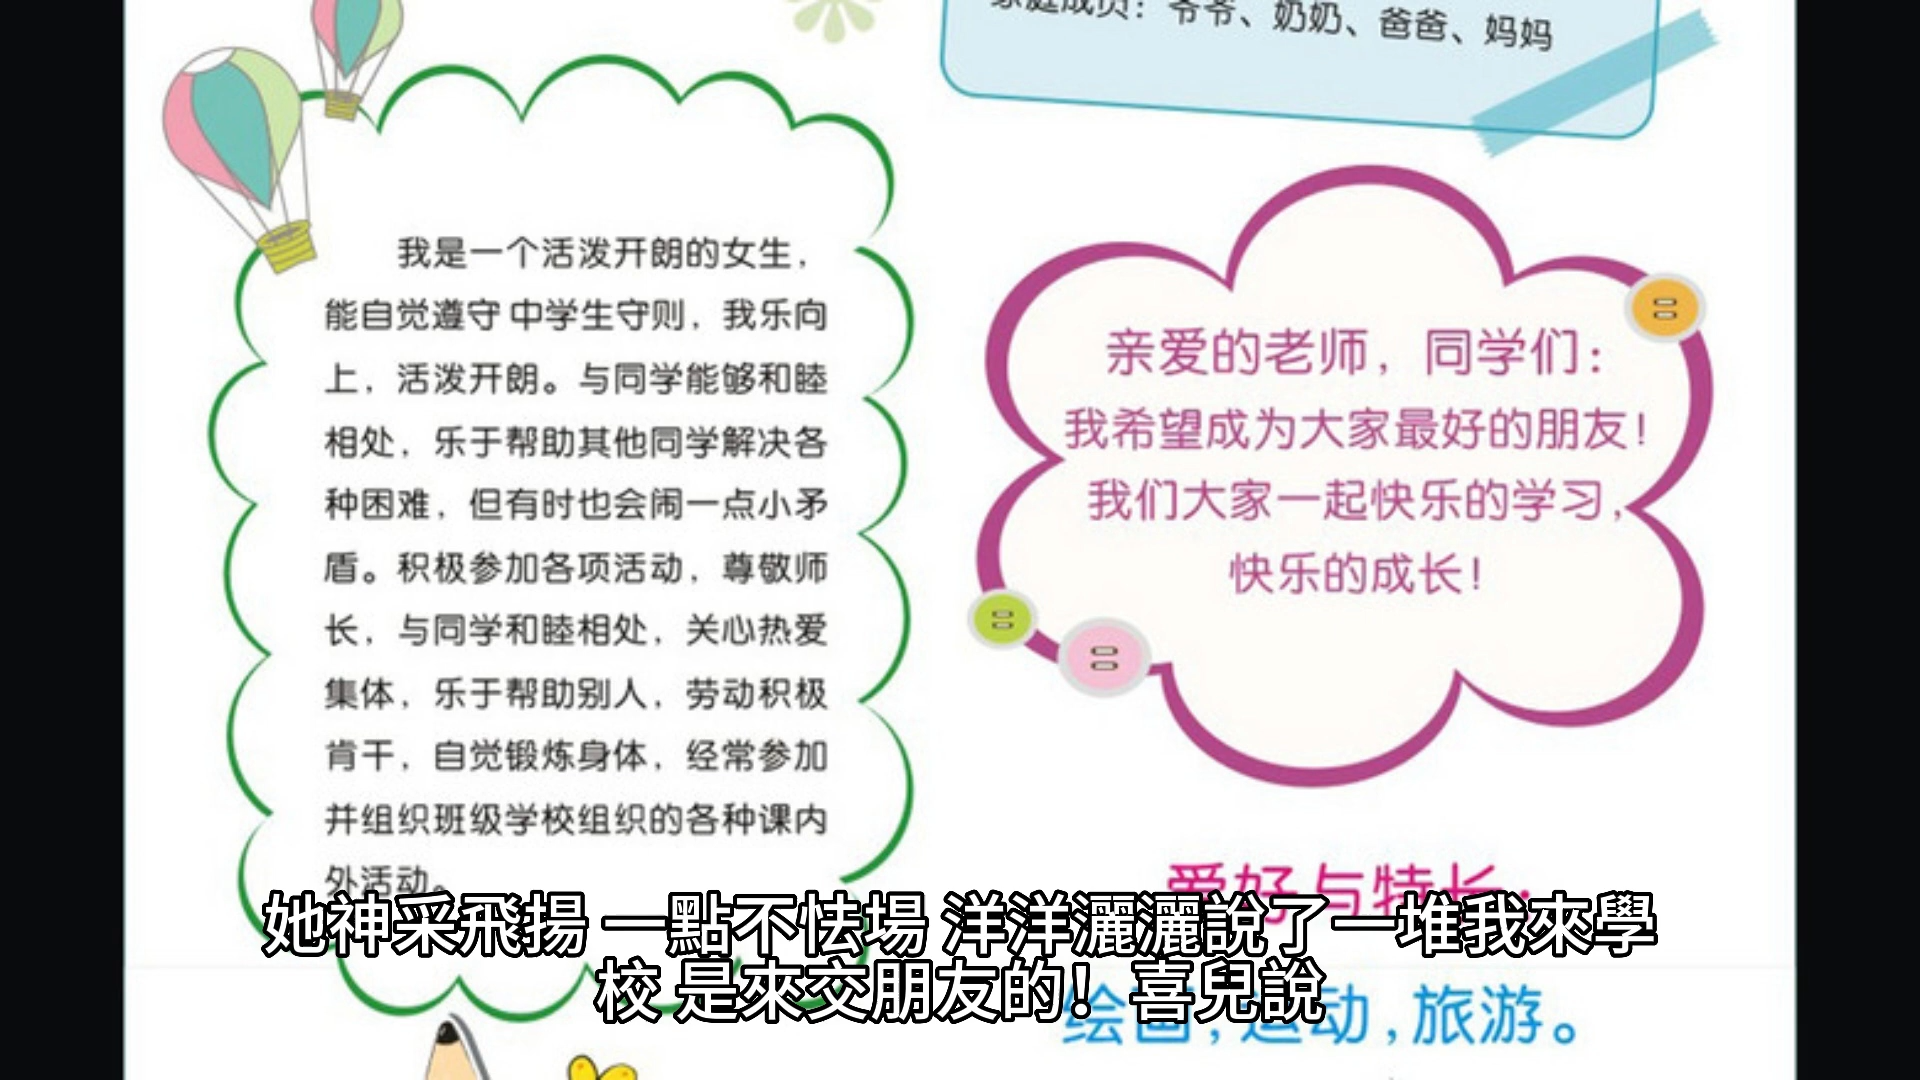 家庭成员：爷爷、奶奶、爸爸、妈妈
我是一个活泼开朗的女生，
能自觉遵守 中学生守则，我乐向
上，活泼开朗。与同学能够和睦
相处，乐于帮助其他同学解决各
种困难，但有时也会闹一点小矛
盾。积极参加各项活动，尊敬师
长，与同学和睦相处，关心热爱
集体，乐于帮助别人，劳动积极
肯干，自觉锻炼身体，经常参加
并组织班级学校组织的各种课内
外活动。
亲爱的老师，同学们：
我希望成为大家最好的朋友！
我们大家一起快乐的学习，
快乐的成长！
爱好与特长：
绘画，运动，旅游。
她神采飛揚 一點不怯場 洋洋灑灑說了一堆我來學
校 是來交朋友的！喜兒說